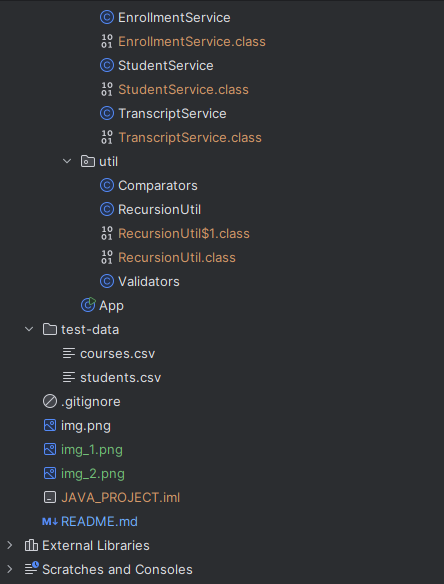 EnrollmentService
EnrollmentService.class
StudentService
StudentService.class
TranscriptService
TranscriptService.class
util
Comparators
RecursionUtil
RecursionUtil$1.class
RecursionUtil.class
Validators
App
test-data
courses.csv
students.csv
.gitignore
img.png
img_1.png
img_2.png
JAVA_PROJECT.iml
README.md
External Libraries
Scratches and Consoles